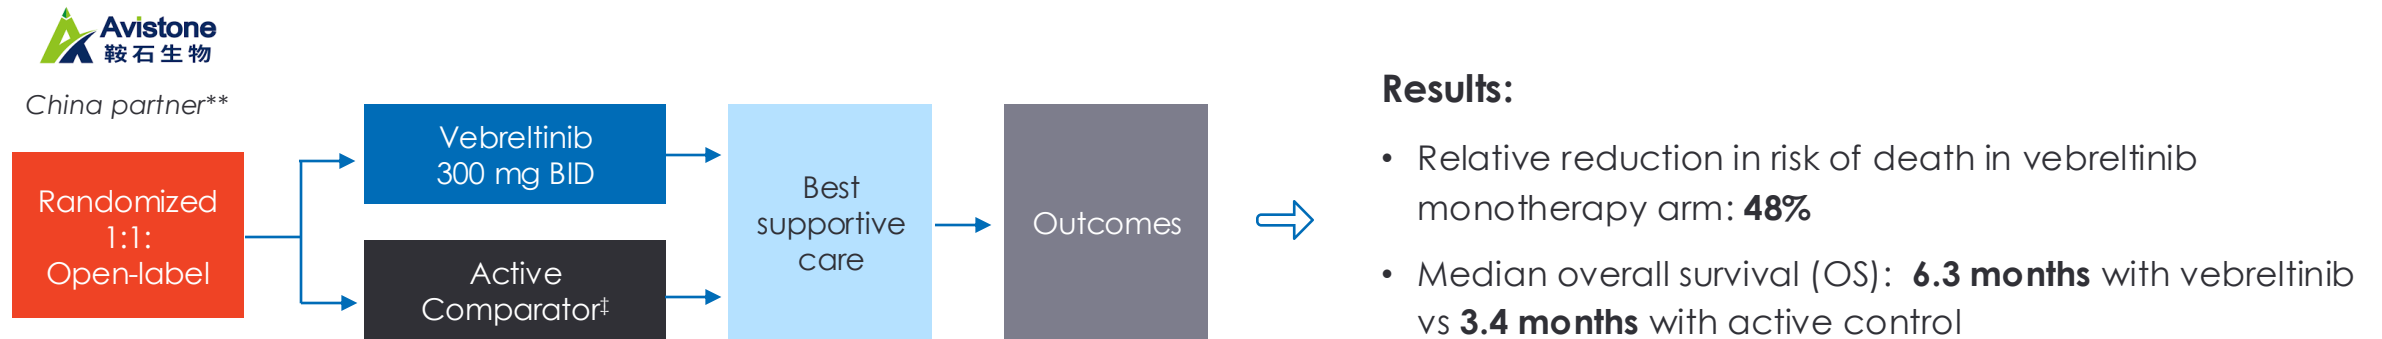 Avistone
鞍石生物
China partner**
Randomized
1:1:
Open-label
Vebreltinib
300 mg BID
Active
Comparator‡
Best
supportive
care
Outcomes
Results:
• Relative reduction in risk of death in vebreltinib
monotherapy arm: 48%
• Median overall survival (OS):  6.3 months with vebreltinib
vs 3.4 months with active control